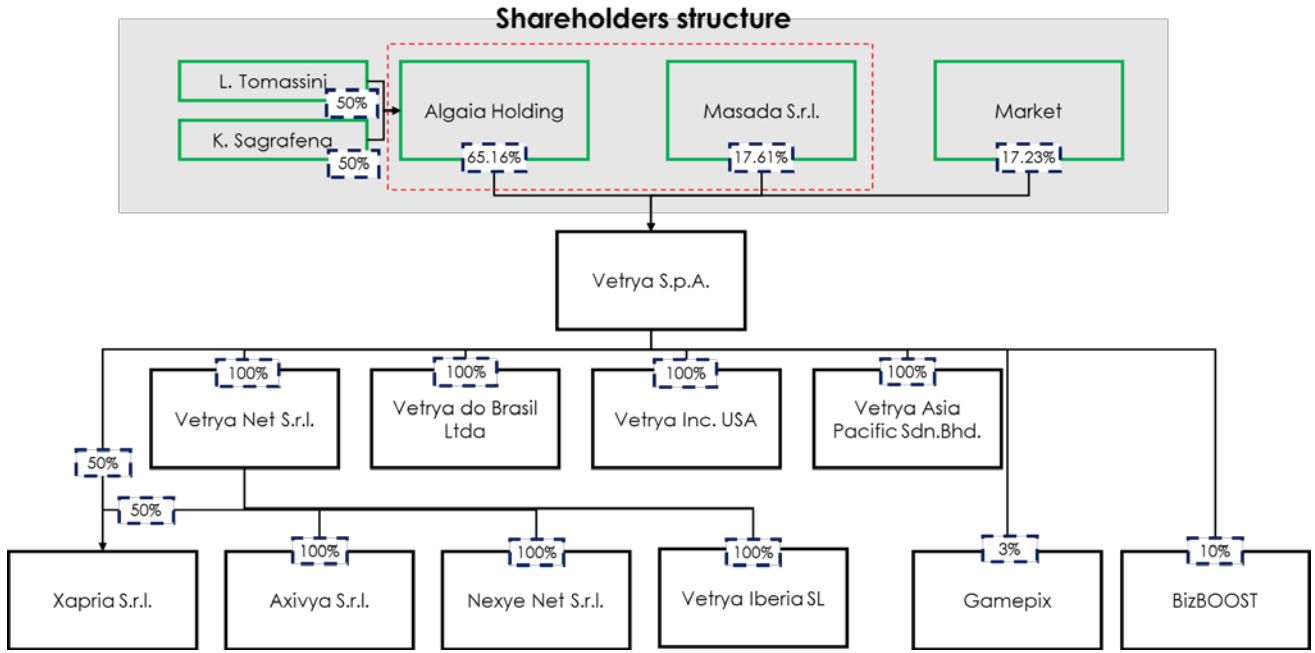 Shareholders structure
L. Tomassini
50%
K. Sagrafena
50%
Algaia Holding
65.16%
Masada S.r.l.
17.61%
Market
17.23%
Vetrya S.p.A.
100%
Vetrya Net S.r.l.
100%
Vetrya do Brasil
Ltda
100%
Vetrya Inc. USA
100%
Vetrya Asia
Pacific Sdn.Bhd.
50%
50%
Xapria S.r.l.
100%
Axivya S.r.l.
100%
Nexye Net S.r.l.
100%
Vetrya Iberia SL
3%
Gamepix
10%
BizBOOST